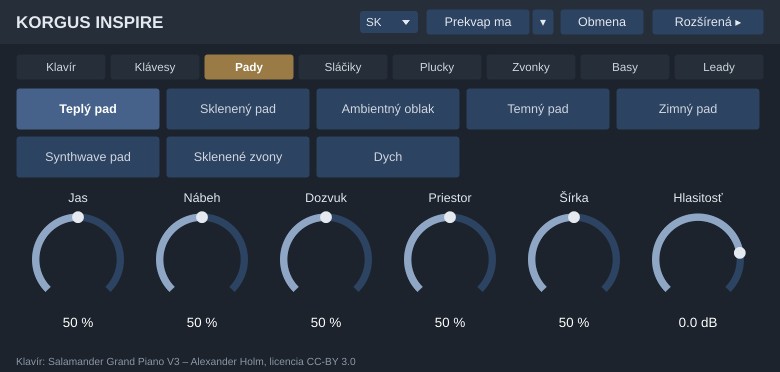 KORGUS INSPIRE SK Prekvap ma ▾ Obmena Rozšírená ▸
Klavír Klávesy Pady Sláčiky Plucky Zvonky Basy Leady
Teplý pad Sklenený pad Ambientný oblak Temný pad Zimný pad
Synthwave pad Sklenené zvony Dych
Jas Nábeh Dozvuk Priestor Šírka Hlasitosť
50 % 50 % 50 % 50 % 50 % 0.0 dB
Klavír: Salamander Grand Piano V3 – Alexander Holm, licencia CC-BY 3.0